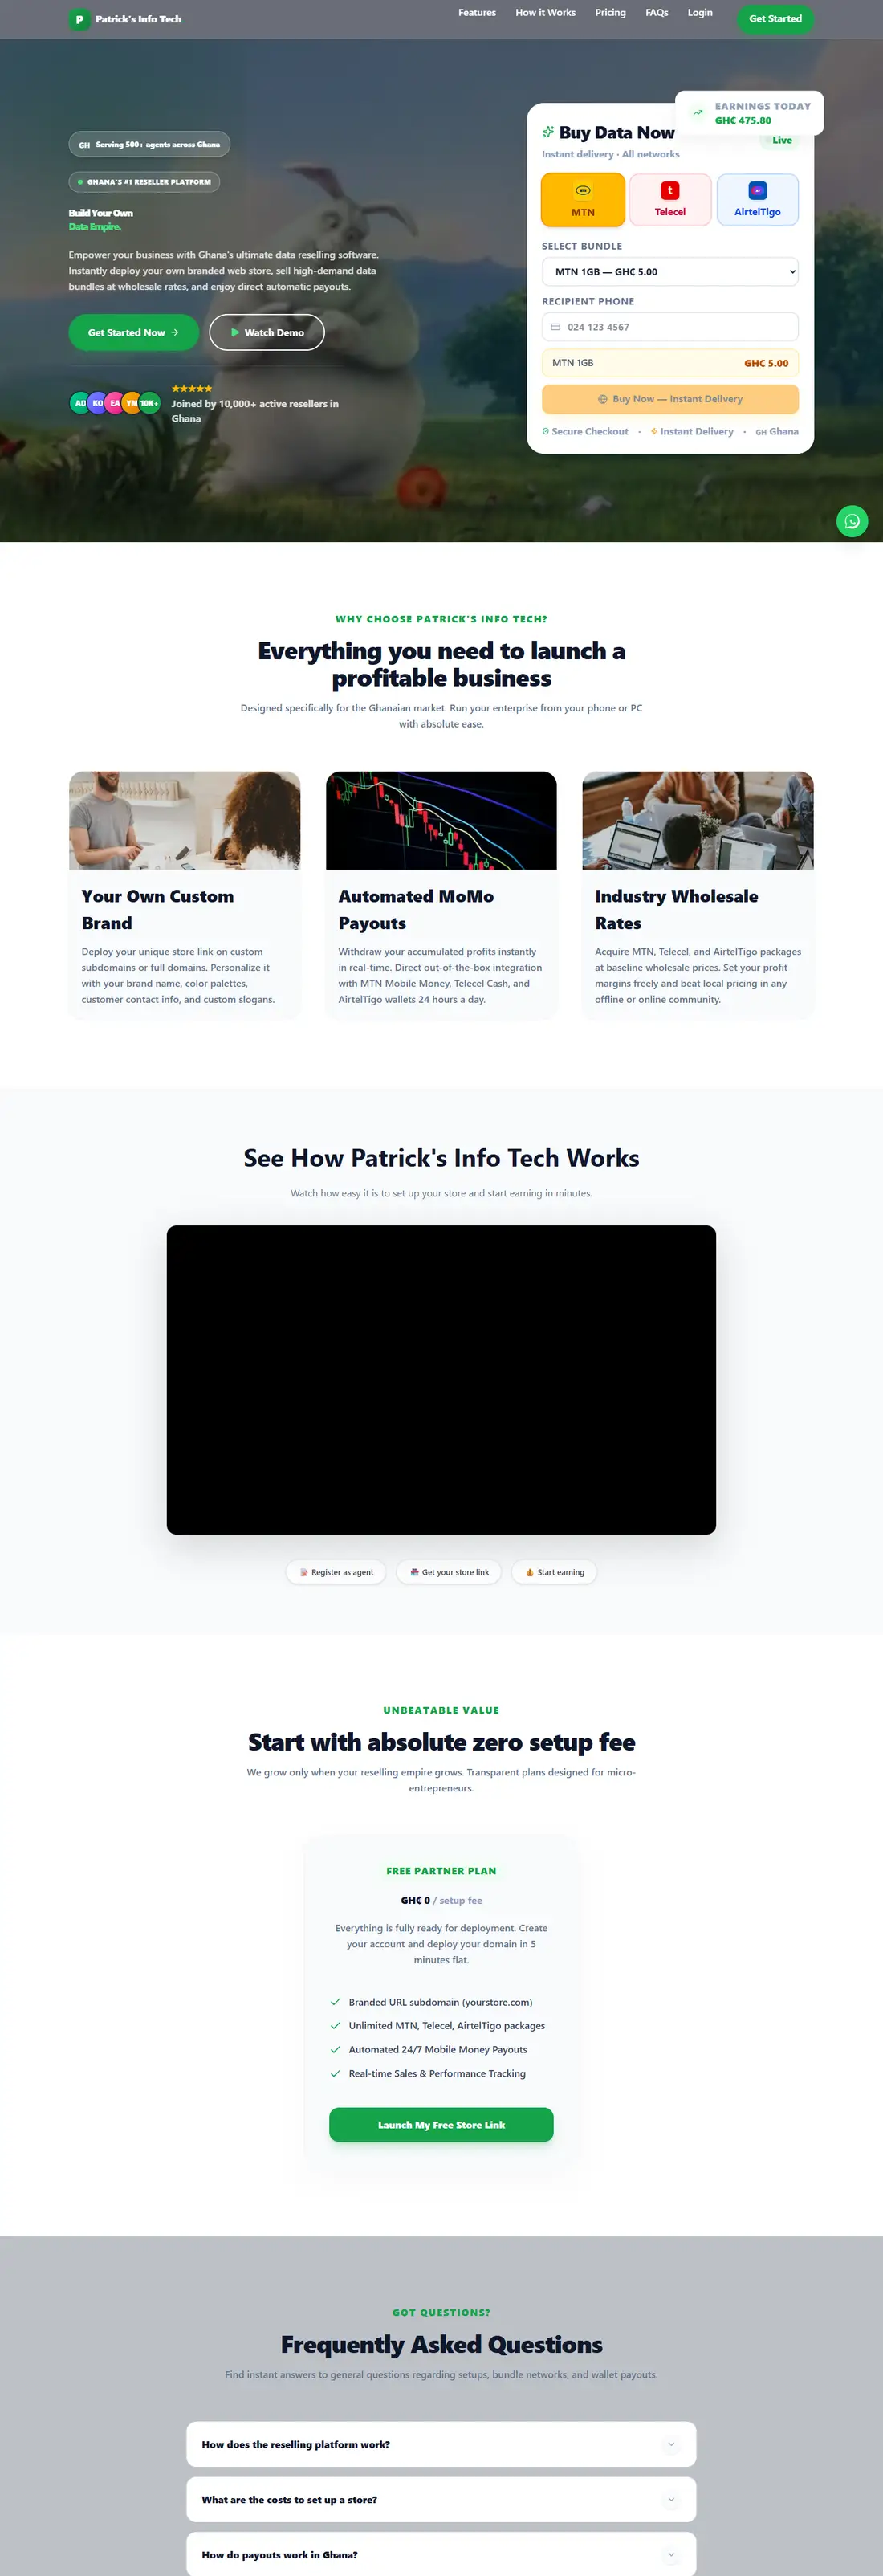 P Patrick's Info Tech
Features How it Works Pricing FAQs Login Get Started
GH Serving 500+ agents across Ghana
GHANA'S #1 RESELLER PLATFORM
Build Your Own
Data Empire.
Empower your business with Ghana's ultimate data reselling software.
Instantly deploy your own branded web store, sell high-demand data
bundles at wholesale rates, and enjoy direct automatic payouts.
Get Started Now →
Watch Demo
KO EA 10K+
★★★★★
Joined by 10,000+ active resellers in
Ghana
EARNINGS TODAY
GH₵ 475.80
Buy Data Now
Live
Instant delivery · All networks
MTN
t Telecel
AirtelTigo
SELECT BUNDLE
MTN 1GB — GH₵ 5.00
RECIPIENT PHONE
024 123 4567
MTN 1GB GH₵ 5.00
Buy Now — Instant Delivery
Secure Checkout · Instant Delivery · GH Ghana
WHY CHOOSE PATRICK'S INFO TECH?
Everything you need to launch a
profitable business
Designed specifically for the Ghanaian market. Run your enterprise from your phone or PC
with absolute ease.
Your Own Custom
Brand
Deploy your unique store link on custom
subdomains or full domains. Personalize it
with your brand name, color palettes,
customer contact info, and custom slogans.
Automated MoMo
Payouts
Withdraw your accumulated profits instantly
in real-time. Direct out-of-the-box integration
with MTN Mobile Money, Telecel Cash, and
AirtelTigo wallets 24 hours a day.
Industry Wholesale
Rates
Acquire MTN, Telecel, and AirtelTigo packages
at baseline wholesale prices. Set your profit
margins freely and beat local pricing in any
offline or online community.
See How Patrick's Info Tech Works
Watch how easy it is to set up your store and start earning in minutes.
Register as agent
Get your store link
Start earning
UNBEATABLE VALUE
Start with absolute zero setup fee
We grow only when your reselling empire grows. Transparent plans designed for micro-
entrepreneurs.
FREE PARTNER PLAN
GH₵ 0 / setup fee
Everything is fully ready for deployment. Create
your account and deploy your domain in 5
minutes flat.
Branded URL subdomain (yourstore.com)
Unlimited MTN, Telecel, AirtelTigo packages
Automated 24/7 Mobile Money Payouts
Real-time Sales & Performance Tracking
Launch My Free Store Link
GOT QUESTIONS?
Frequently Asked Questions
Find instant answers to general questions regarding setups, bundle networks, and wallet payouts.
How does the reselling platform work?
What are the costs to set up a store?
How do payouts work in Ghana?